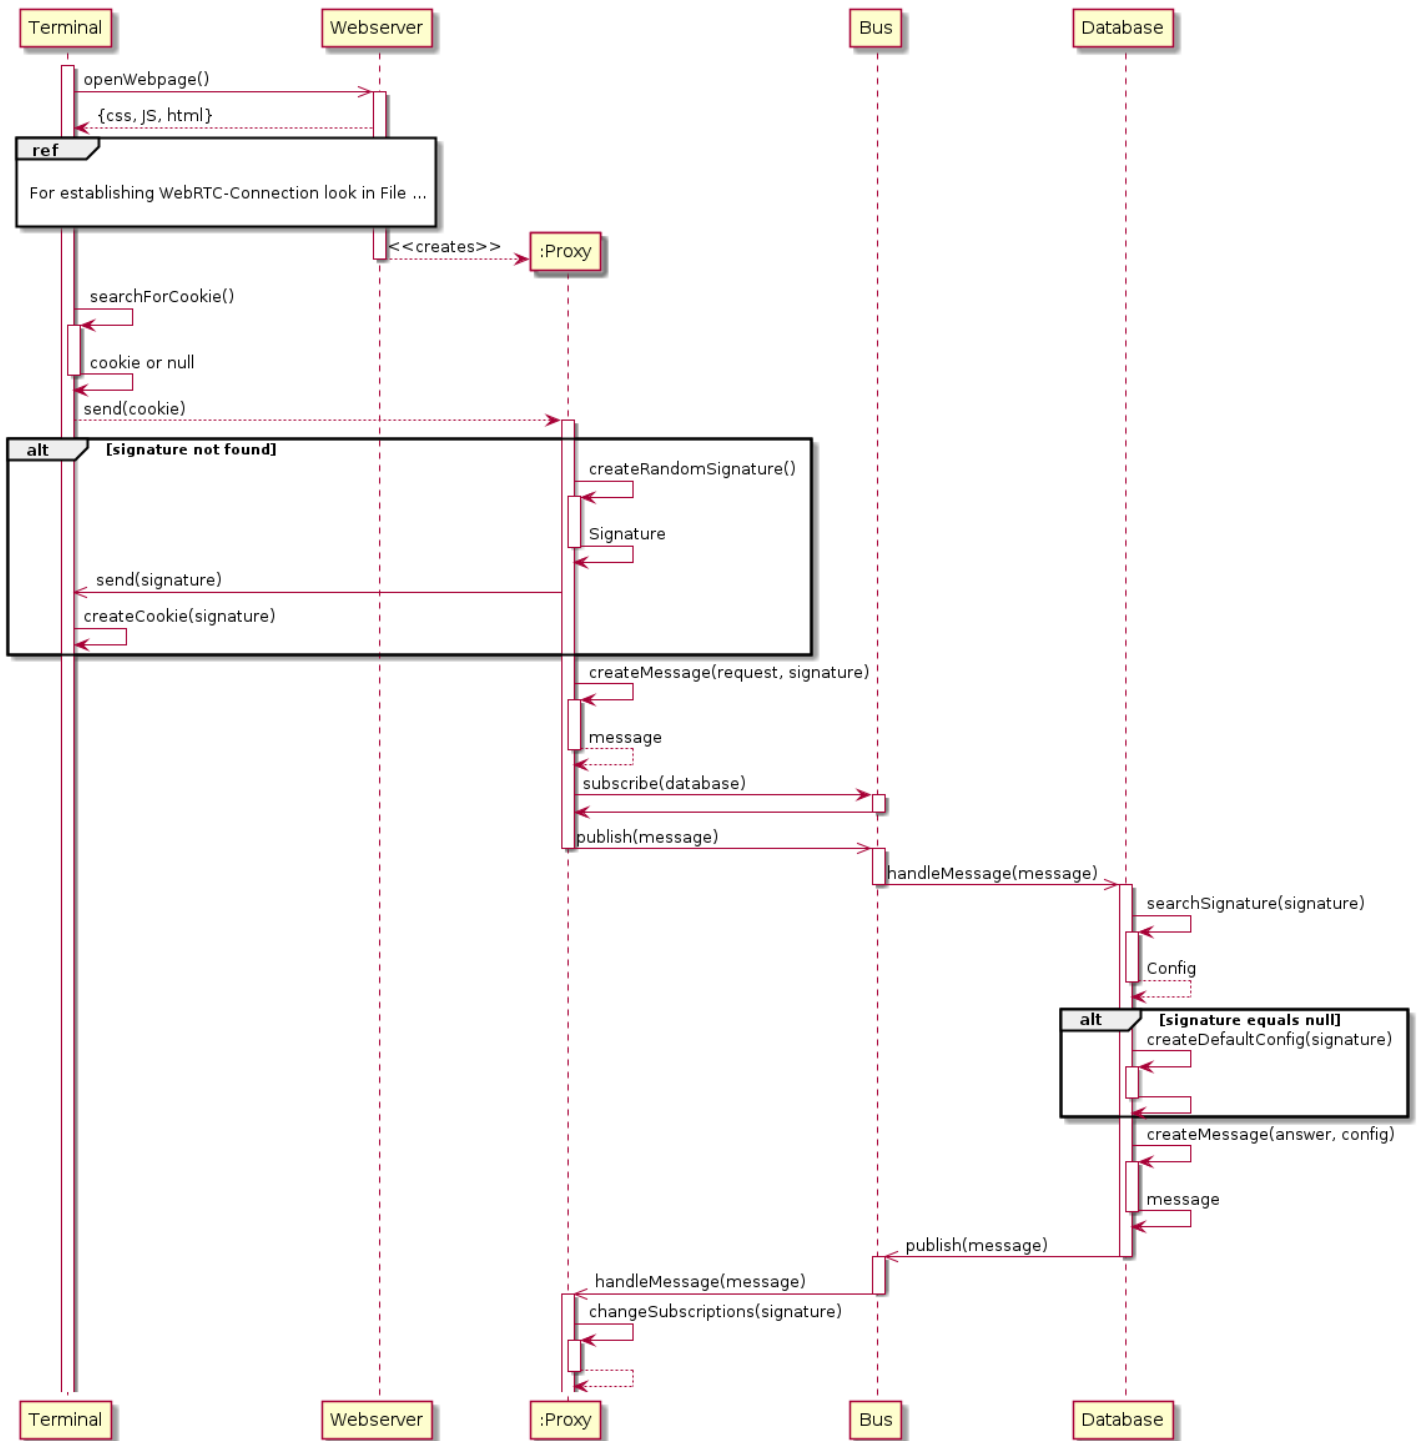 Terminal
Webserver
Bus
Database
openWebpage()
{css, JS, html}
ref
For establishing WebRTC-Connection look in File ...
<<creates>>
:Proxy
searchForCookie()
cookie or null
send(cookie)
alt
[signature not found]
createRandomSignature()
Signature
send(signature)
createCookie(signature)
createMessage(request, signature)
message
subscribe(database)
publish(message)
handleMessage(message)
searchSignature(signature)
Config
alt
[signature equals null]
createDefaultConfig(signature)
createMessage(answer, config)
message
publish(message)
handleMessage(message)
changeSubscriptions(signature)
Terminal
Webserver
:Proxy
Bus
Database